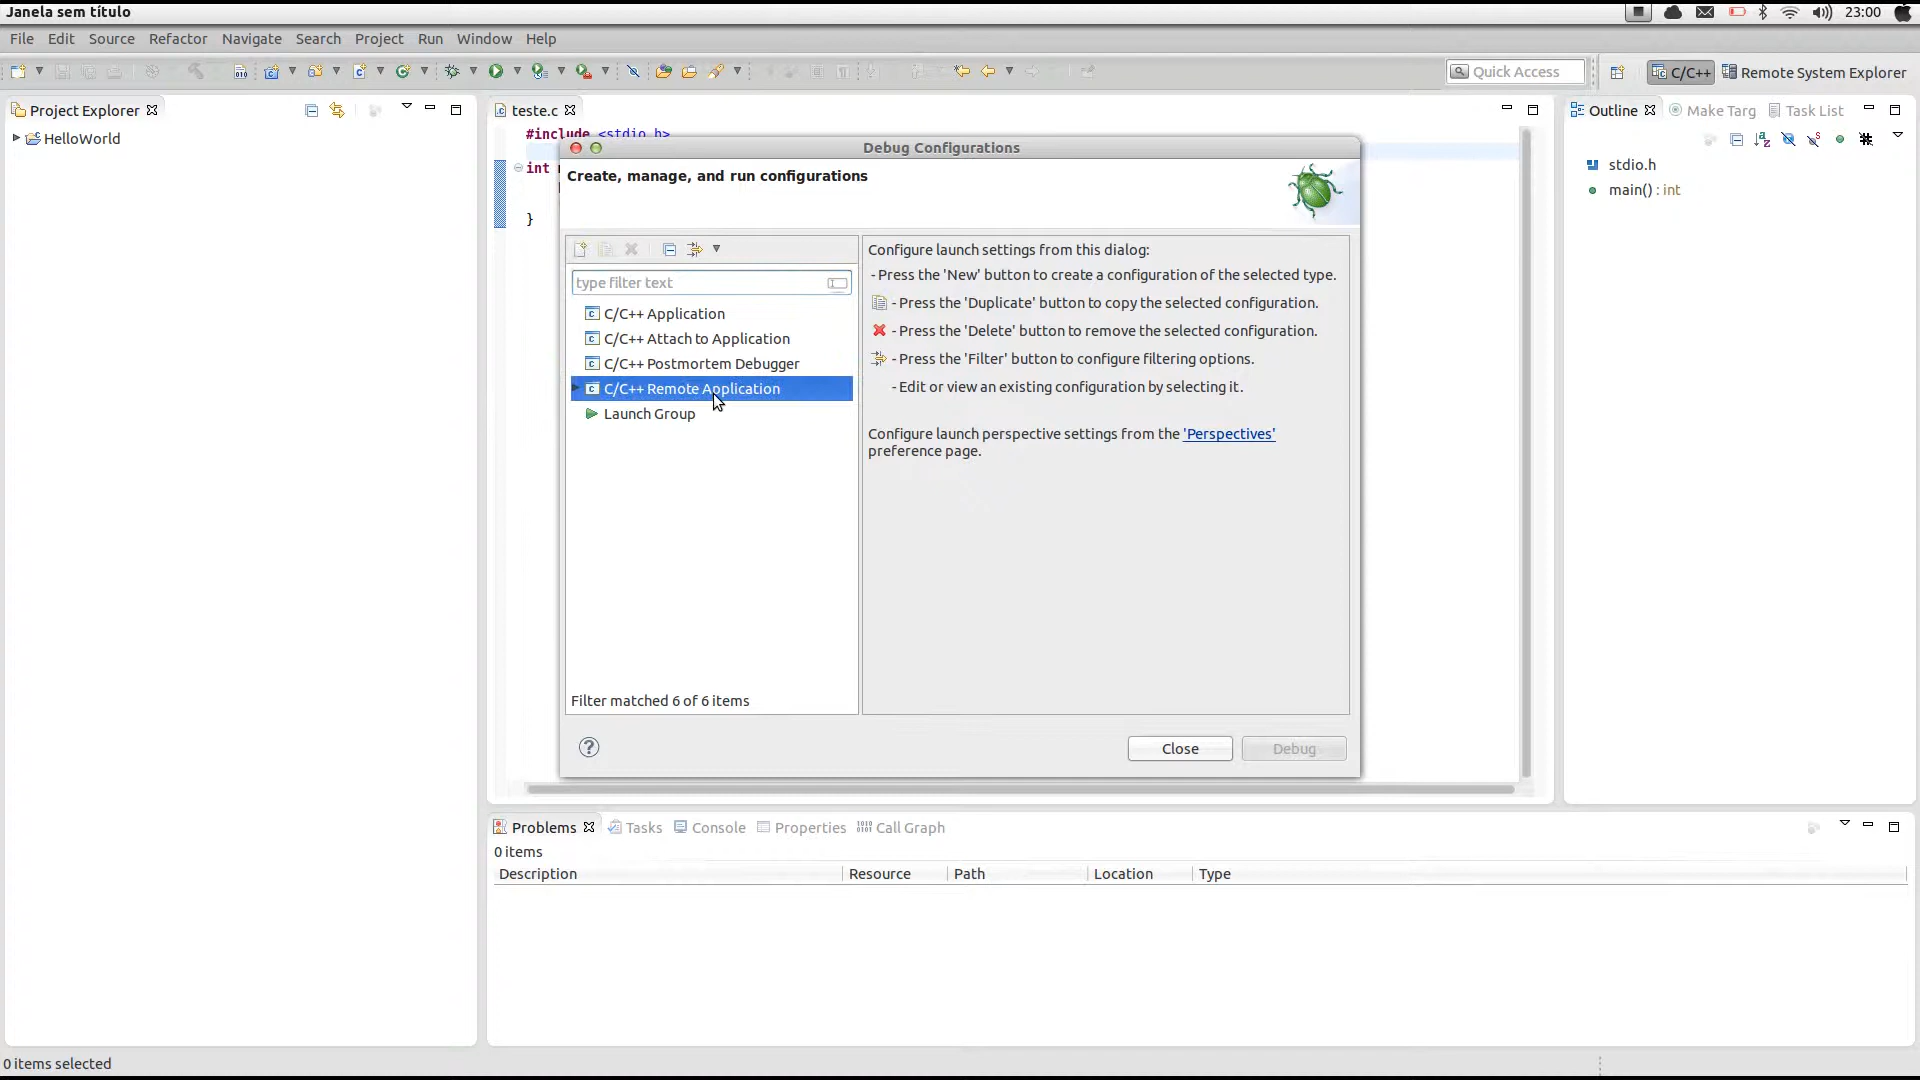 Janela sem título
23:00
File Edit Source Refactor Navigate Search Project Run Window Help
Quick Access
C/C++
Remote System Explorer
Project Explorer
HelloWorld
teste.c
#include <stdio.h>
int
}
Debug Configurations
Create, manage, and run configurations
type filter text
C/C++ Application
C/C++ Attach to Application
C/C++ Postmortem Debugger
C/C++ Remote Application
Launch Group
Filter matched 6 of 6 items
Configure launch settings from this dialog:
- Press the 'New' button to create a configuration of the selected type.
- Press the 'Duplicate' button to copy the selected configuration.
- Press the 'Delete' button to remove the selected configuration.
- Press the 'Filter' button to configure filtering options.
- Edit or view an existing configuration by selecting it.
Configure launch perspective settings from the 'Perspectives'
preference page.
Close
Debug
Outline
Make Targ
Task List
stdio.h
main() : int
Problems
Tasks
Console
Properties
Call Graph
0 items
Description Resource Path Location Type
0 items selected